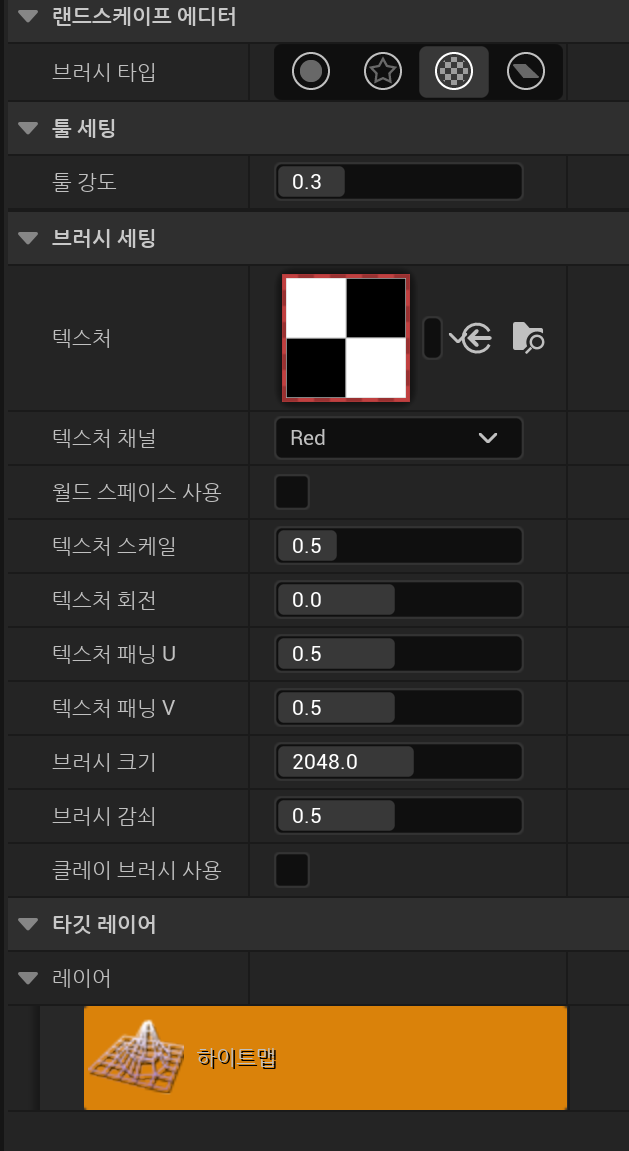 랜드스케이프 에디터
브러시 타입
툴 세팅
툴 강도 0.3
브러시 세팅
텍스처
텍스처 채널 Red
월드 스페이스 사용
텍스처 스케일 0.5
텍스처 회전 0.0
텍스처 패닝 U 0.5
텍스처 패닝 V 0.5
브러시 크기 2048.0
브러시 감쇠 0.5
클레이 브러시 사용
타깃 레이어
레이어
하이트맵